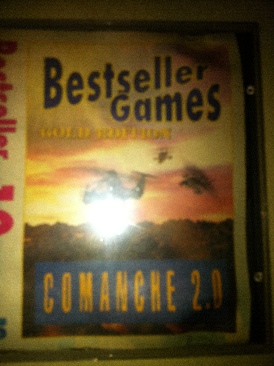 Bestseller
Games
GOLD EDITION
COMANCHE 2.0
Bestseller